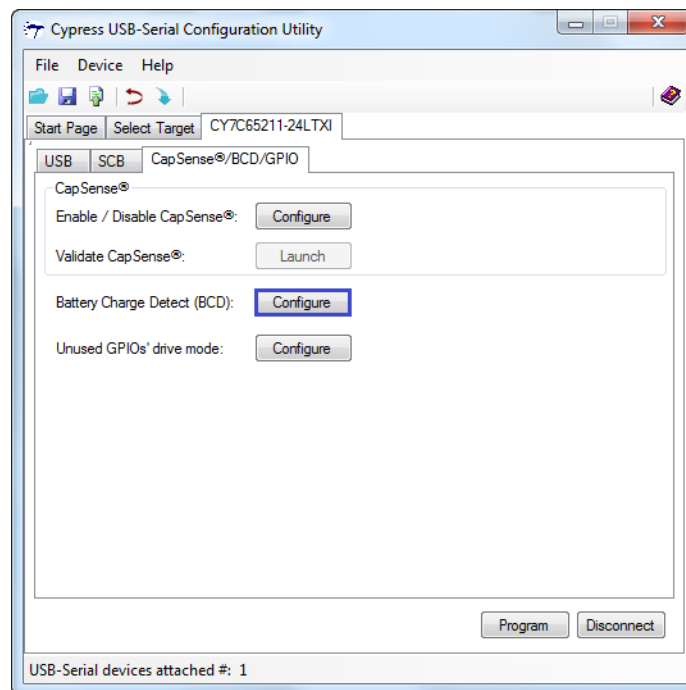 Cypress USB-Serial Configuration Utility
File Device Help
Start Page Select Target CY7C65211-24LTXI
USB SCB CapSense®/BCD/GPIO
CapSense®
Enable / Disable CapSense®: Configure
Validate CapSense®: Launch
Battery Charge Detect (BCD): Configure
Unused GPIOs' drive mode: Configure
Program Disconnect
USB-Serial devices attached #: 1